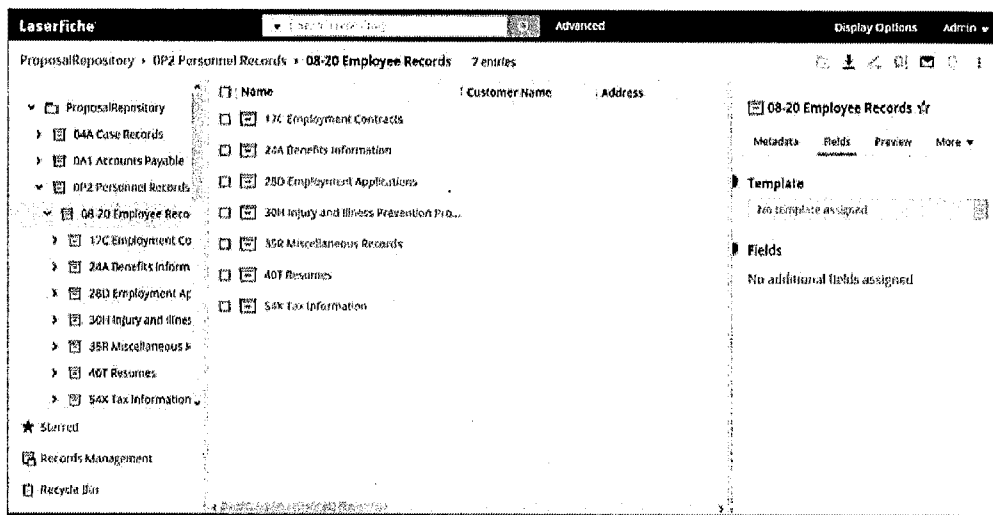 Laserfiche
Advanced
Display Options
Admin
ProposalRepository › 0P2 Personnel Records › 08-20 Employee Records 7 entries
ProposalRepository
04A Case Records
0A1 Accounts Payable
0P2 Personnel Records
08-20 Employee Reco
17C Employment Co
24A Benefits Inform
28D Employment Ap
30H Injury and Illnes
35R Miscellaneous R
40T Resumes
54X Tax Information
Starred
Records Management
Recycle Bin
Name Customer Name Address
17C Employment Contracts
24A Benefits Information
28D Employment Applications
30H Injury and Illness Prevention Pro...
35R Miscellaneous Records
40T Resumes
54X Tax Information
08-20 Employee Records
Metadata Fields Preview More
Template
No template assigned
Fields
No additional fields assigned